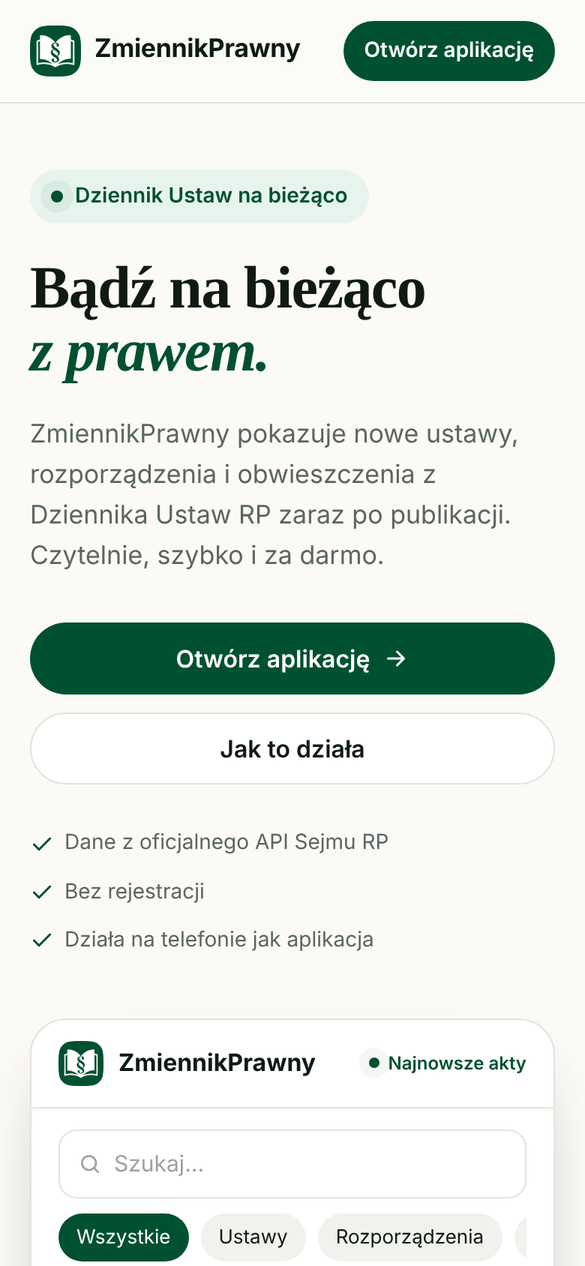 ZmiennikPrawny
Otwórz aplikację
Dziennik Ustaw na bieżąco
Bądź na bieżąco
z prawem.
ZmiennikPrawny pokazuje nowe ustawy,
rozporządzenia i obwieszczenia z
Dziennika Ustaw RP zaraz po publikacji.
Czytelnie, szybko i za darmo.
Otwórz aplikację →
Jak to działa
Dane z oficjalnego API Sejmu RP
Bez rejestracji
Działa na telefonie jak aplikacja
§
ZmiennikPrawny
Najnowsze akty
Szukaj...
Wszystkie
Ustawy
Rozporządzenia